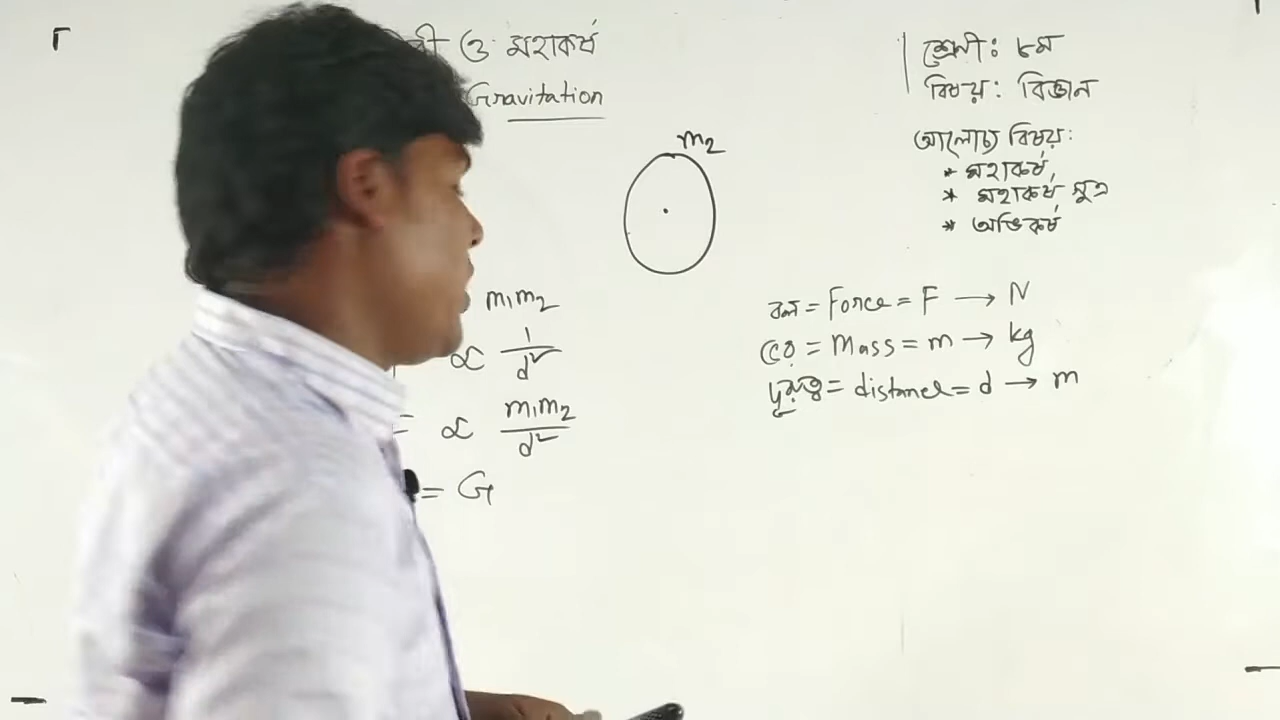 ও মহাকর্ষ
Gravitation
m₂
m₁m₂
∝ 1/d²
= ∝ m₁m₂/d²
= G
শ্রেণী: ৮ম
বিষয়: বিজ্ঞান
আলোচ্য বিষয়:
* মহাকর্ষ
* মহাকর্ষ সূত্র
* অভিকর্ষ
বল = Force = F → N
ভর = Mass = m → kg
দূরত্ব = distance = d → m